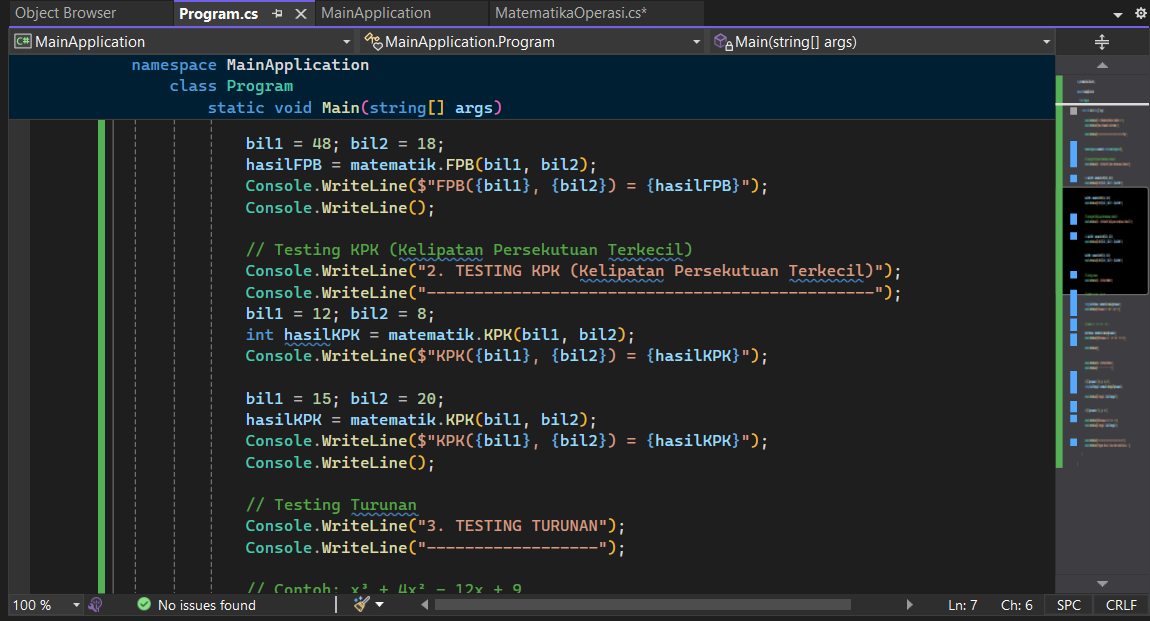 Object Browser
Program.cs
MainApplication
MatematikaOperasi.cs*
C# MainApplication
MainApplication.Program
Main(string[] args)
namespace MainApplication
class Program
static void Main(string[] args)
bil1 = 48; bil2 = 18;
hasilFPB = matematik.FPB(bil1, bil2);
Console.WriteLine($"FPB({bil1}, {bil2}) = {hasilFPB}");
Console.WriteLine();
// Testing KPK (Kelipatan Persekutuan Terkecil)
Console.WriteLine("2. TESTING KPK (Kelipatan Persekutuan Terkecil)");
Console.WriteLine("-----------------------------------------------");
bil1 = 12; bil2 = 8;
int hasilKPK = matematik.KPK(bil1, bil2);
Console.WriteLine($"KPK({bil1}, {bil2}) = {hasilKPK}");
bil1 = 15; bil2 = 20;
hasilKPK = matematik.KPK(bil1, bil2);
Console.WriteLine($"KPK({bil1}, {bil2}) = {hasilKPK}");
Console.WriteLine();
// Testing Turunan
Console.WriteLine("3. TESTING TURUNAN");
Console.WriteLine("------------------");
// Contoh: x³ + 4x² - 12x + 9
100 %
No issues found
Ln: 7
Ch: 6
SPC
CRLF